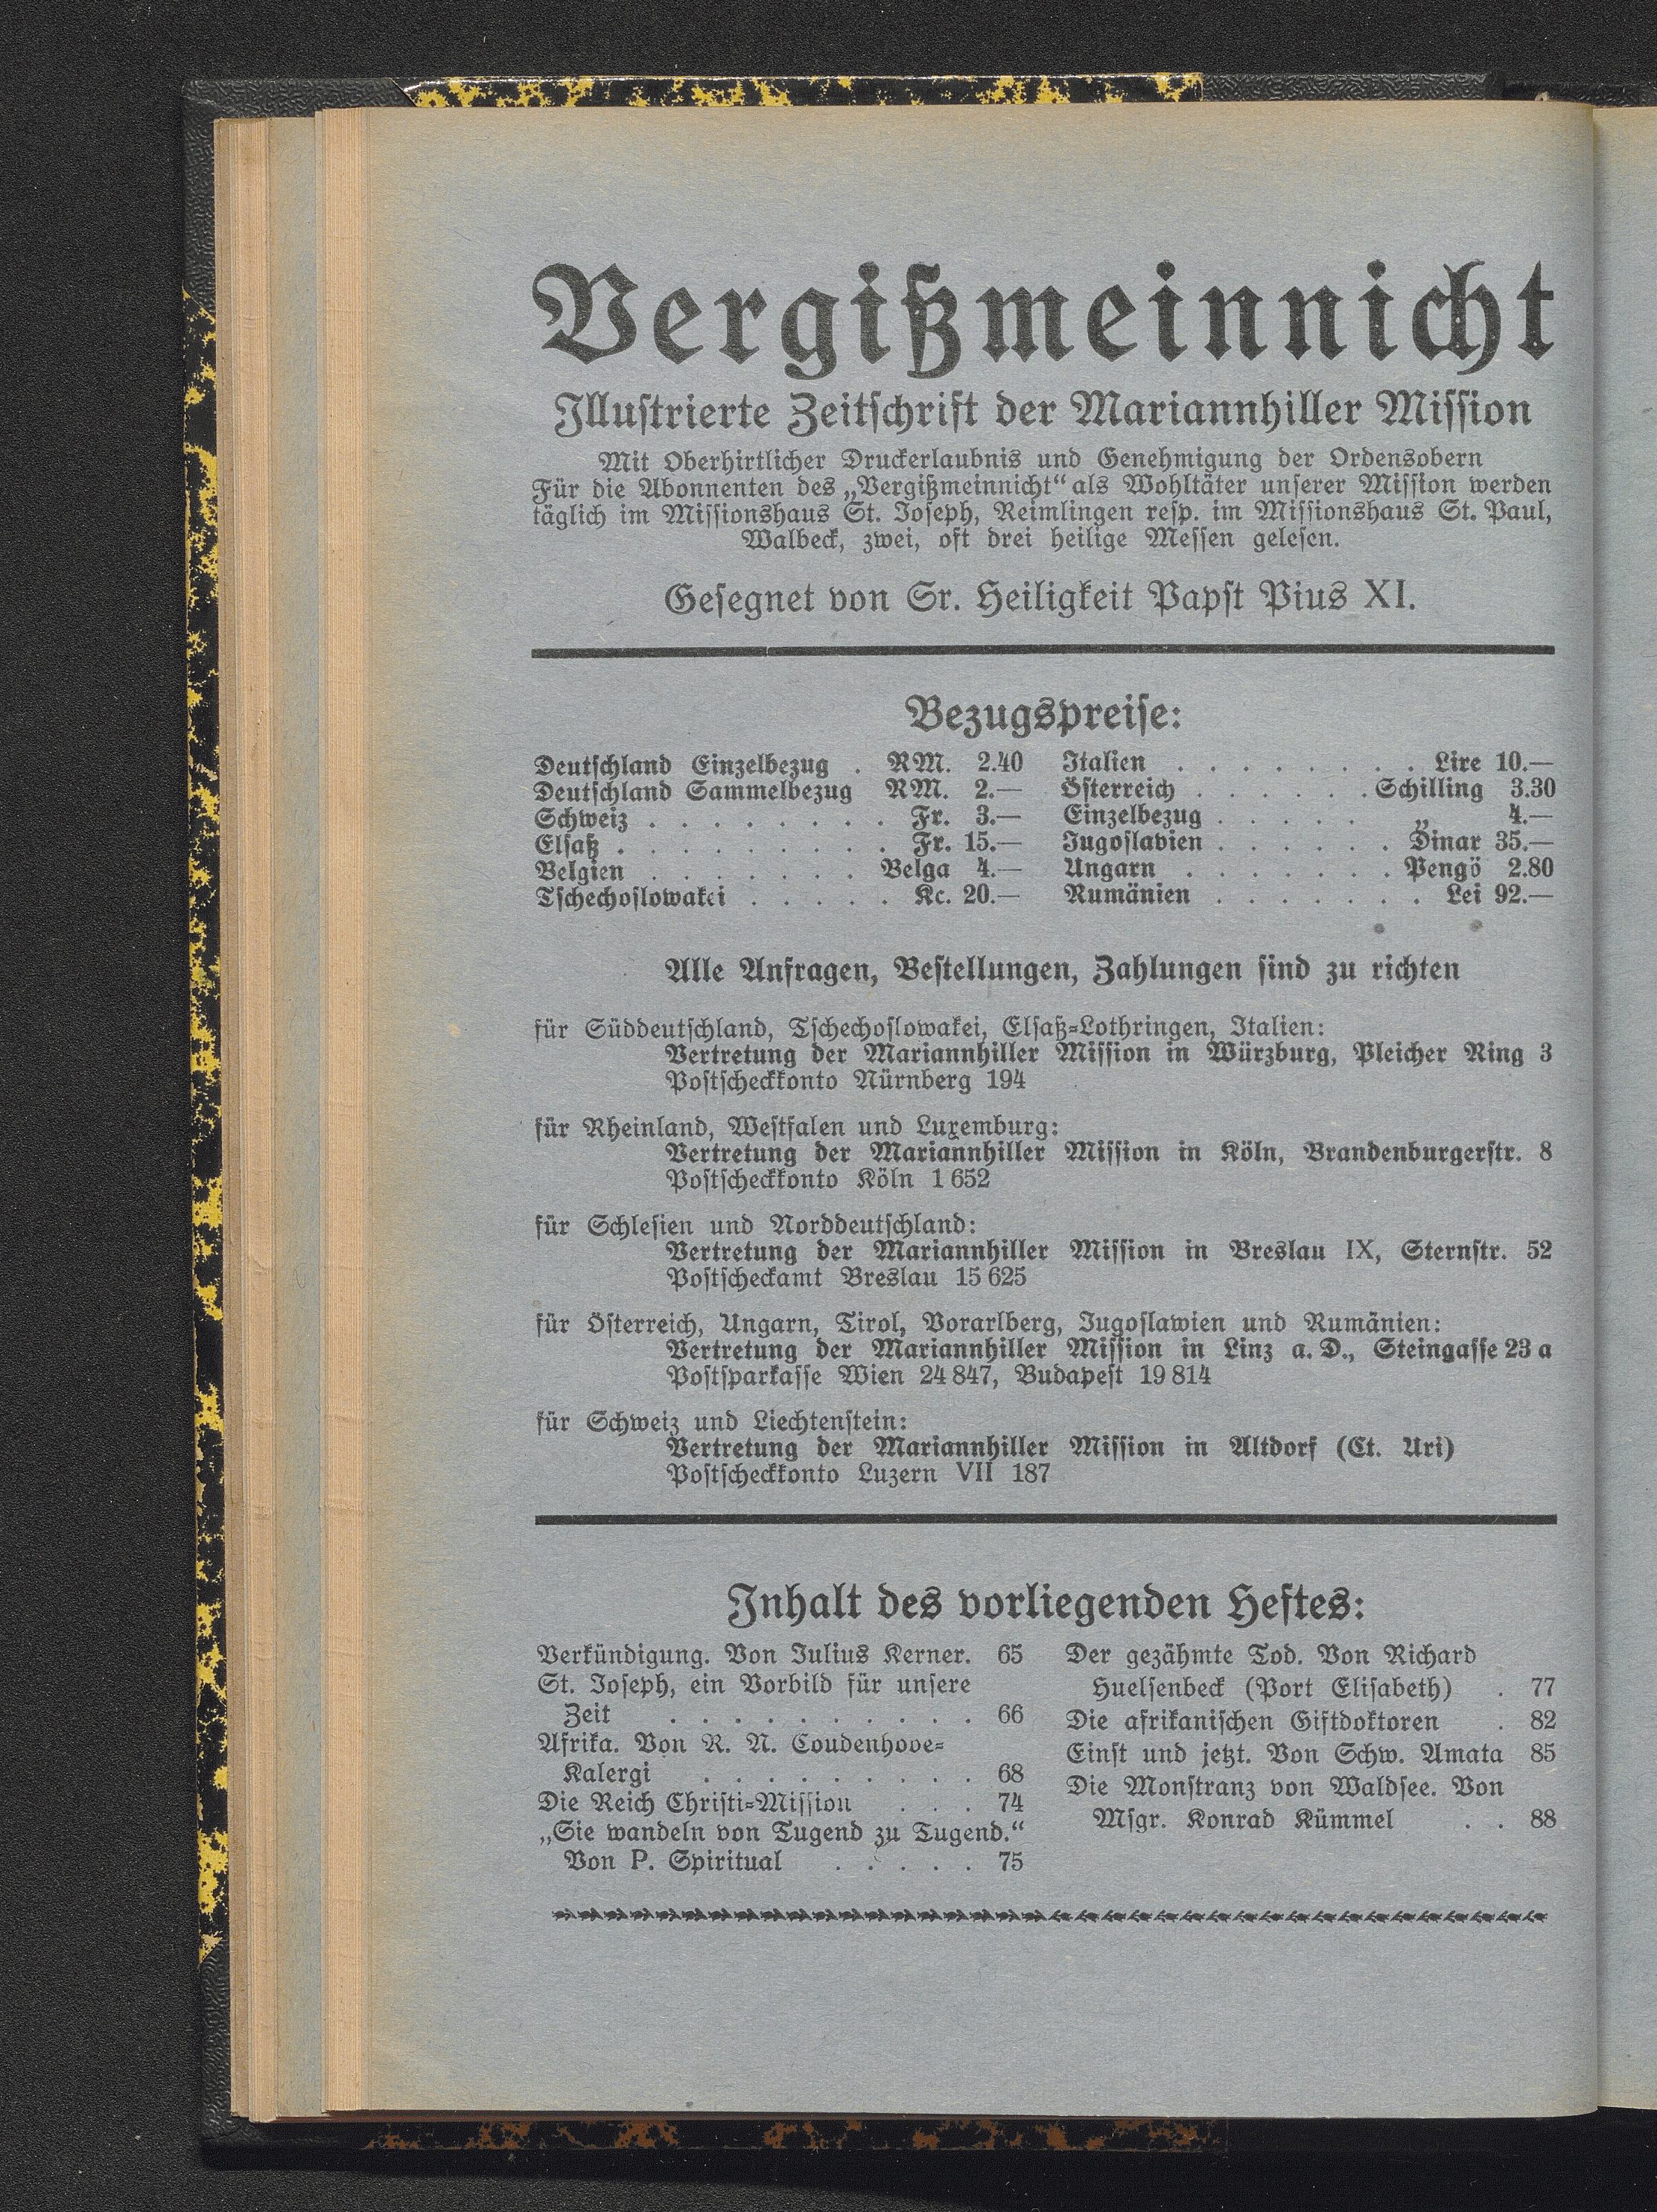 Vergißmeinnicht
Illustrierte Zeitschrift der Mariannhiller Mission
Mit Oberhirtlicher Druckerlaubnis und Genehmigung der Ordensobern
Für die Abonnenten des „Vergißmeinnicht“ als Wohltäter unserer Mission werden
täglich im Missionshaus St. Joseph, Reimlingen resp. im Missionshaus St. Paul,
Walbeck, zwei, oft drei heilige Messen gelesen.
Gesegnet von Sr. Heiligkeit Papst Pius XI.
Bezugspreise:
Deutschland Einzelbezug . RM. 2.40
Deutschland Sammelbezug RM. 2.—
Schweiz . . . . . . . . . Fr. 3.—
Elsaß . . . . . . . . . . Fr. 15.—
Belgien . . . . . . . . Belga 4.—
Tschechoslowakei . . . . . Kc. 20.—
Italien . . . . . . . . . Lire 10.—
Österreich . . . . . . Schilling 3.30
Einzelbezug . . . . . „ 4.—
Jugoslavien . . . . . . Dinar 35.—
Ungarn . . . . . . . Pengö 2.80
Rumänien . . . . . . . Lei 92.—
Alle Anfragen, Bestellungen, Zahlungen sind zu richten
für Süddeutschland, Tschechoslowakei, Elsaß-Lothringen, Italien:
Vertretung der Mariannhiller Mission in Würzburg, Pleicher Ring 3
Postscheckkonto Nürnberg 194
für Rheinland, Westfalen und Luxemburg:
Vertretung der Mariannhiller Mission in Köln, Brandenburgerstr. 8
Postscheckkonto Köln 1 652
für Schlesien und Norddeutschland:
Vertretung der Mariannhiller Mission in Breslau IX, Sternstr. 52
Postscheckamt Breslau 15 625
für Österreich, Ungarn, Tirol, Vorarlberg, Jugoslawien und Rumänien:
Vertretung der Mariannhiller Mission in Linz a. D., Steingasse 23 a
Postsparkasse Wien 24 847, Budapest 19 814
für Schweiz und Liechtenstein:
Vertretung der Mariannhiller Mission in Altdorf (Ct. Uri)
Postscheckkonto Luzern VII 187
Inhalt des vorliegenden Heftes:
Verkündigung. Von Julius Kerner. 65
St. Joseph, ein Vorbild für unsere
Zeit . . . . . . . . . . 66
Afrika. Von R. N. Coudenhove-
Kalergi . . . . . . . . . 68
Die Reich Christi-Mission . . . 74
„Sie wandeln von Tugend zu Tugend.“
Von P. Spiritual . . . . . 75
Der gezähmte Tod. Von Richard
Huelsenbeck (Port Elisabeth) . 77
Die afrikanischen Giftdoktoren . 82
Einst und jetzt. Von Schw. Amata 85
Die Monstranz von Waldsee. Von
Msgr. Konrad Kümmel . . 88